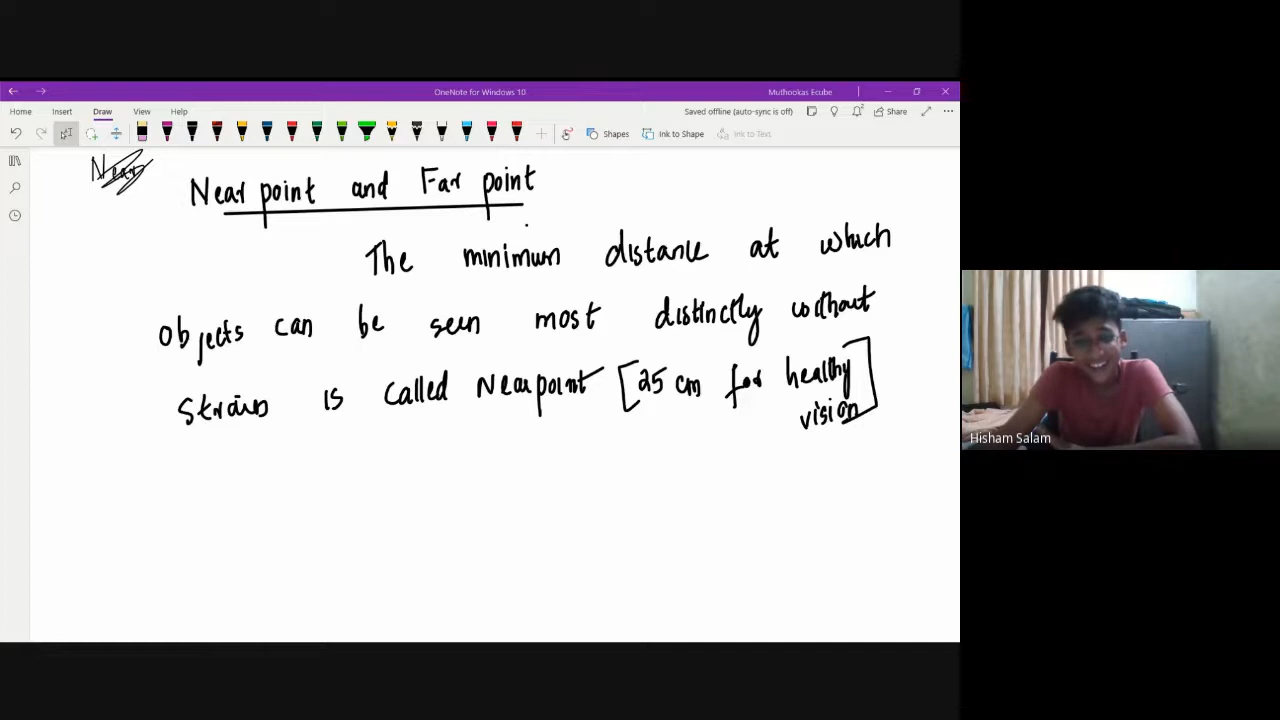 OneNote for Windows 10
Muthookas Ecube
Home Insert Draw View Help
Saved offline (auto-sync is off)
Share
Shapes
Ink to Shape
Ink to Text
Near
Near point and Far point
The minimum distance at which
objects can be seen most distinctly without
strain is called Nearpoint [25 cm for healthy
vision]
Hisham Salam